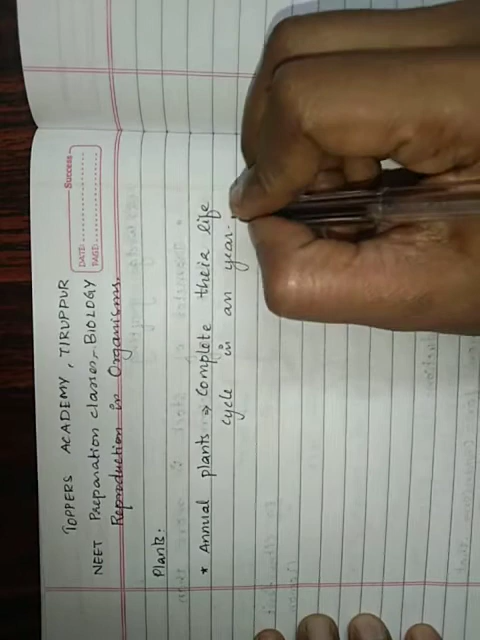 Success
DATE:
PAGE:
TOPPERS ACADEMY, TIRUPPUR
NEET Preparation classes - BIOLOGY
Reproduction in Organisms.
Plants:
* Annual plants → Complete their life
cycle in an year.